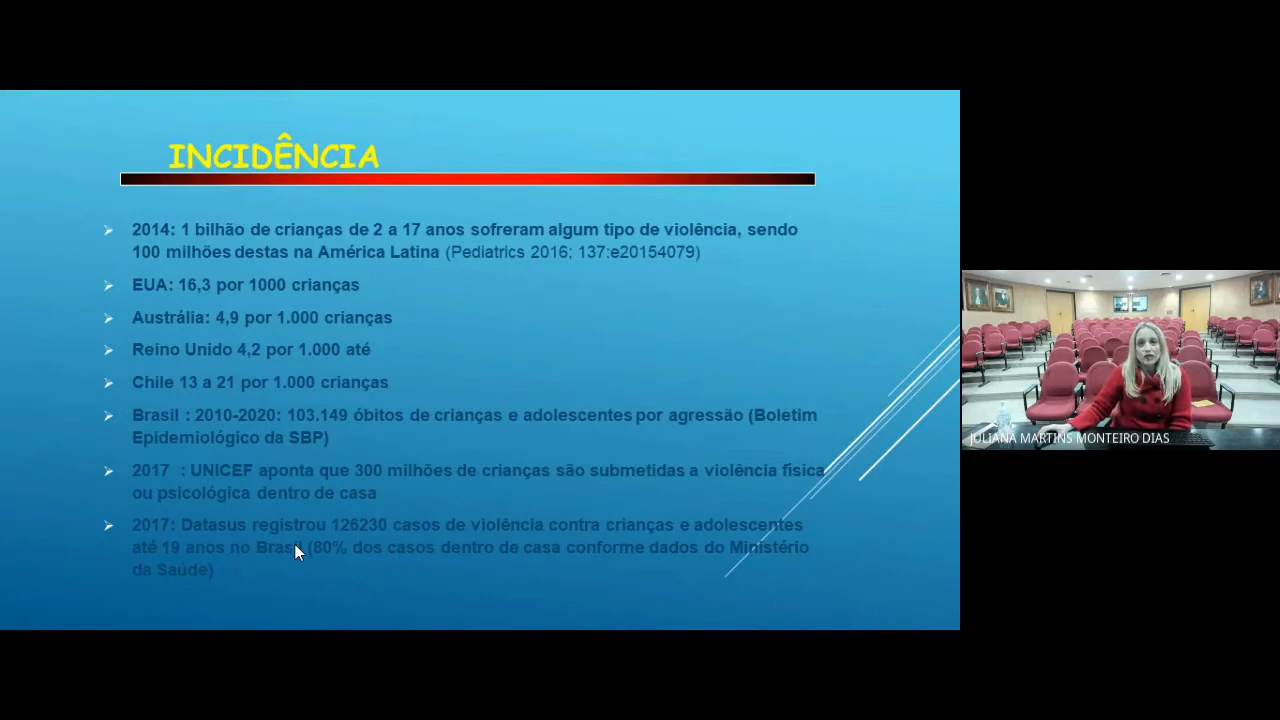 INCIDÊNCIA
2014: 1 bilhão de crianças de 2 a 17 anos sofreram algum tipo de violência, sendo
100 milhões destas na América Latina (Pediatrics 2016; 137:e20154079)
EUA: 16,3 por 1000 crianças
Austrália: 4,9 por 1.000 crianças
Reino Unido 4,2 por 1.000 até
Chile 13 a 21 por 1.000 crianças
Brasil : 2010-2020: 103.149 óbitos de crianças e adolescentes por agressão (Boletim
Epidemiológico da SBP)
2017 : UNICEF aponta que 300 milhões de crianças são submetidas a violência física
ou psicológica dentro de casa
2017: Datasus registrou 126230 casos de violência contra crianças e adolescentes
até 19 anos no Brasil (80% dos casos dentro de casa conforme dados do Ministério
da Saúde)
JULIANA MARTINS MONTEIRO DIAS